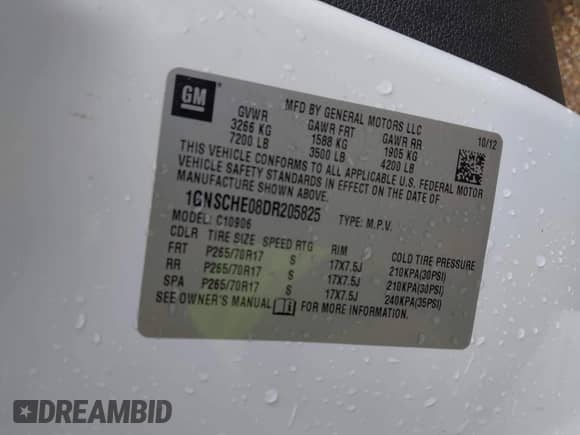 GM
MFD BY GENERAL MOTORS LLC
GVWR GAWR FRT GAWR RR 10/12
3266 KG 1588 KG 1905 KG
7200 LB 3500 LB 4200 LB
THIS VEHICLE CONFORMS TO ALL APPLICABLE U.S. FEDERAL MOTOR
VEHICLE SAFETY STANDARDS IN EFFECT ON THE DATE OF
MANUFACTURE SHOWN ABOVE.
1GNSCHE08DR205825 TYPE: M.P.V.
MODEL: C10906
CDLR TIRE SIZE SPEED RTG RIM COLD TIRE PRESSURE
FRT P265/70R17 S 17X7.5J 210KPA(30PSI)
RR P265/70R17 S 17X7.5J 210KPA(30PSI)
SPA P265/70R17 S 17X7.5J 240KPA(35PSI)
SEE OWNER'S MANUAL FOR MORE INFORMATION.
DREAMBID